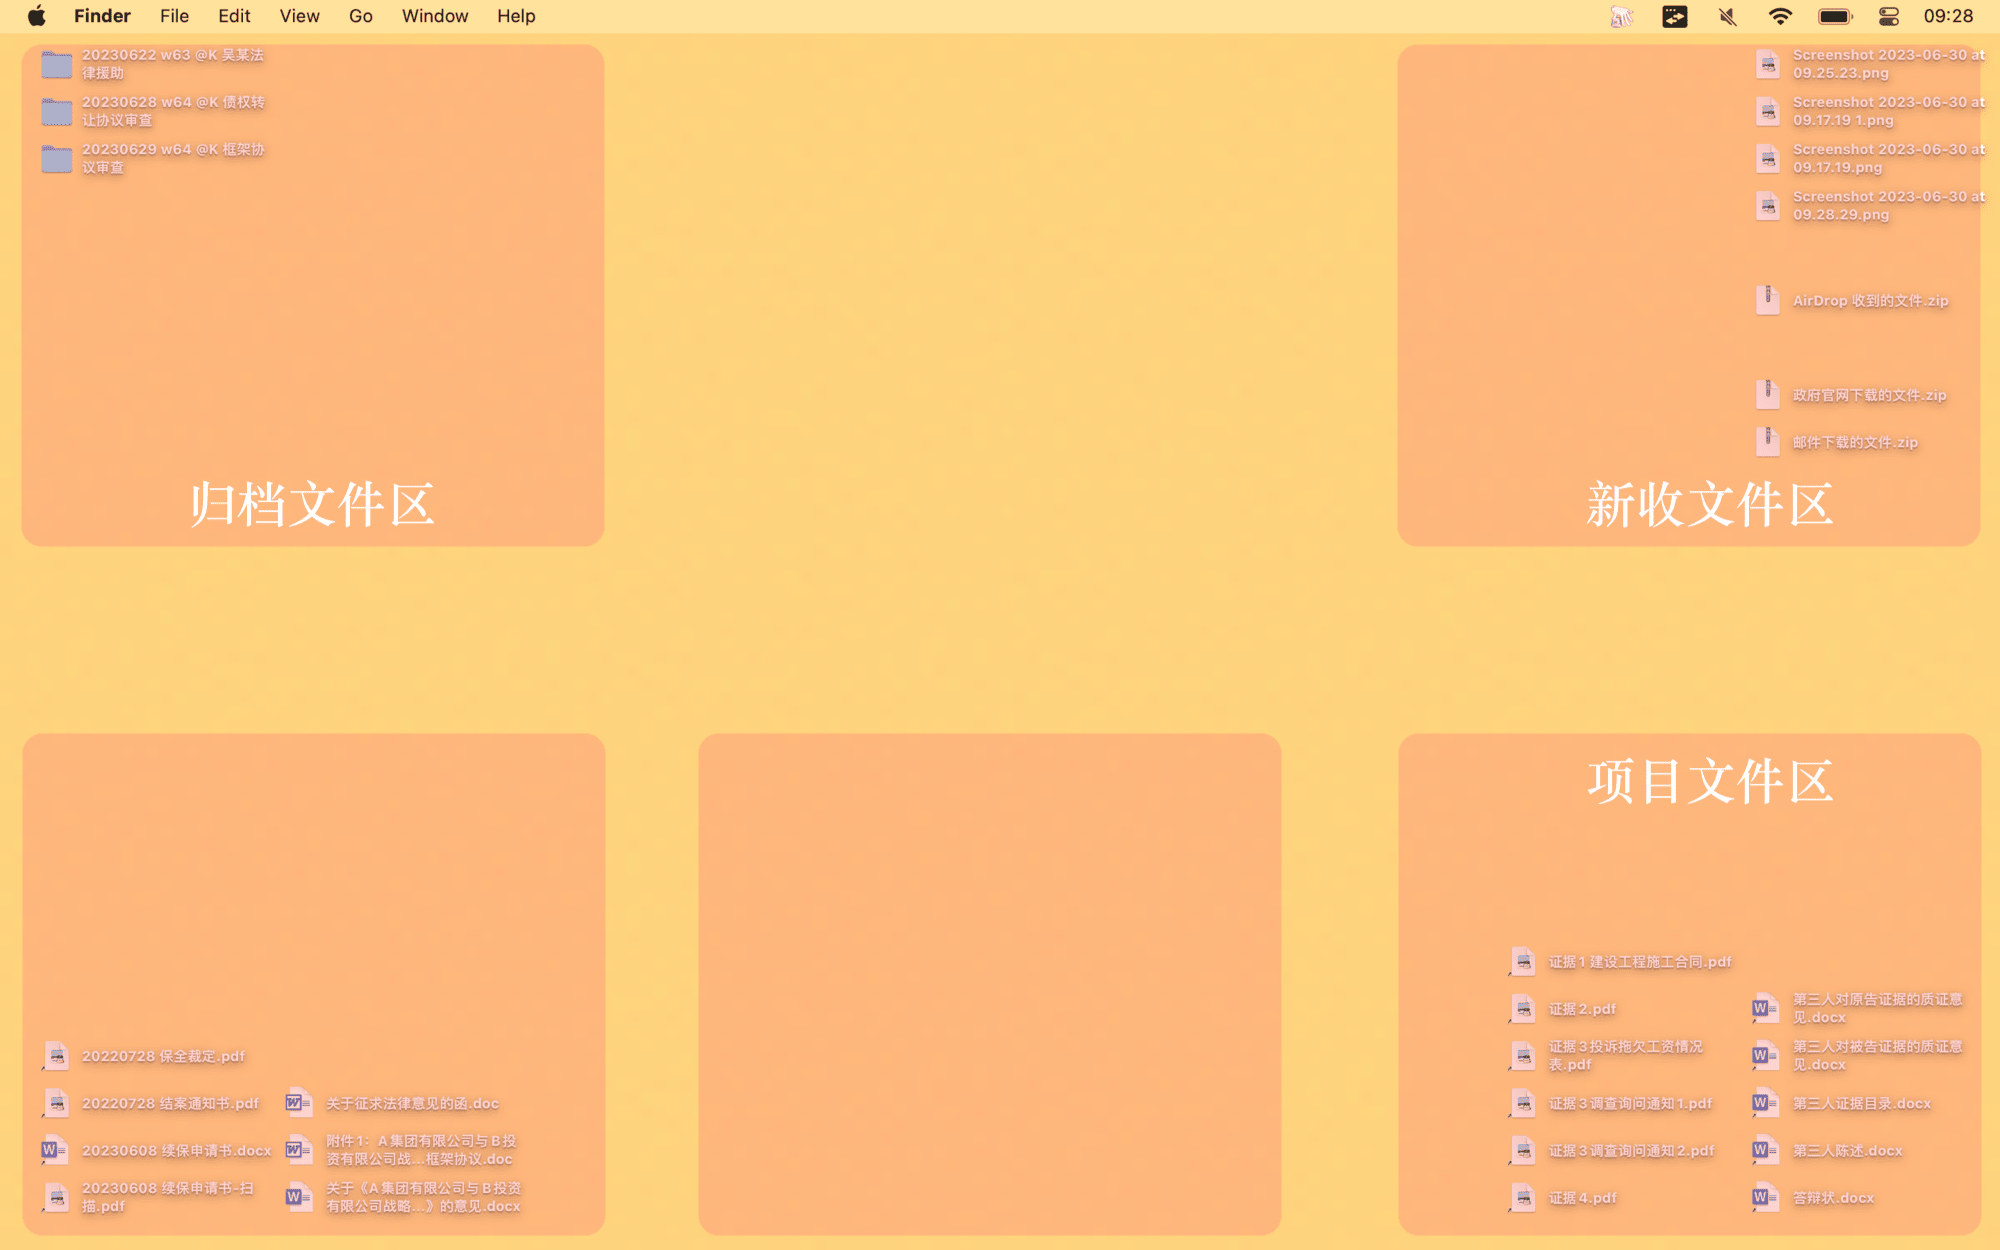 Finder File Edit View Go Window Help 09:28
20230622 w63 @K 吴某法
律援助
20230628 w64 @K 债权转
让协议审查
20230629 w64 @K 框架协
议审查
归档文件区
Screenshot 2023-06-30 at
09.25.23.png
Screenshot 2023-06-30 at
09.17.19 1.png
Screenshot 2023-06-30 at
09.17.19.png
Screenshot 2023-06-30 at
09.28.29.png
AirDrop 收到的文件.zip
政府官网下载的文件.zip
邮件下载的文件.zip
新收文件区
20220728 保全裁定.pdf
20220728 结案通知书.pdf
20230608 续保申请书.docx
20230608 续保申请书-扫
描.pdf
关于征求法律意见的函.doc
附件1：A集团有限公司与B投
资有限公司战...框架协议.doc
关于《A集团有限公司与B投资
有限公司战略...》的意见.docx
项目文件区
证据1 建设工程施工合同.pdf
证据2.pdf
证据3投诉拖欠工资情况
表.pdf
证据3调查询问通知1.pdf
证据3调查询问通知2.pdf
证据4.pdf
第三人对原告证据的质证意
见.docx
第三人对被告证据的质证意
见.docx
第三人证据目录.docx
第三人陈述.docx
答辩状.docx